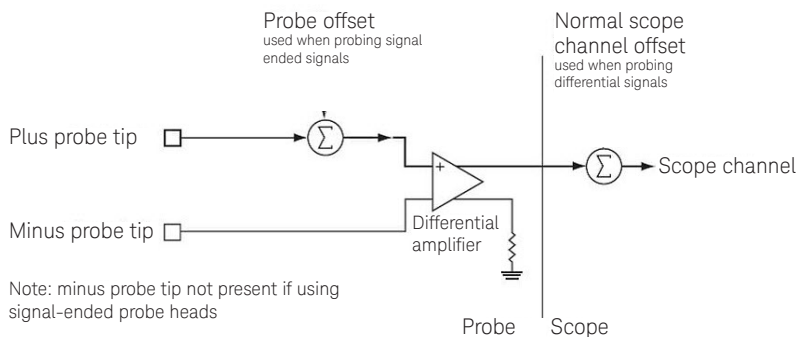 Probe offset
used when probing signal
ended signals
Normal scope
channel offset
used when probing
differential signals
Plus probe tip
Σ
+
Σ
Scope channel
Minus probe tip
Differential
amplifier
Note: minus probe tip not present if using
signal-ended probe heads
Probe
Scope